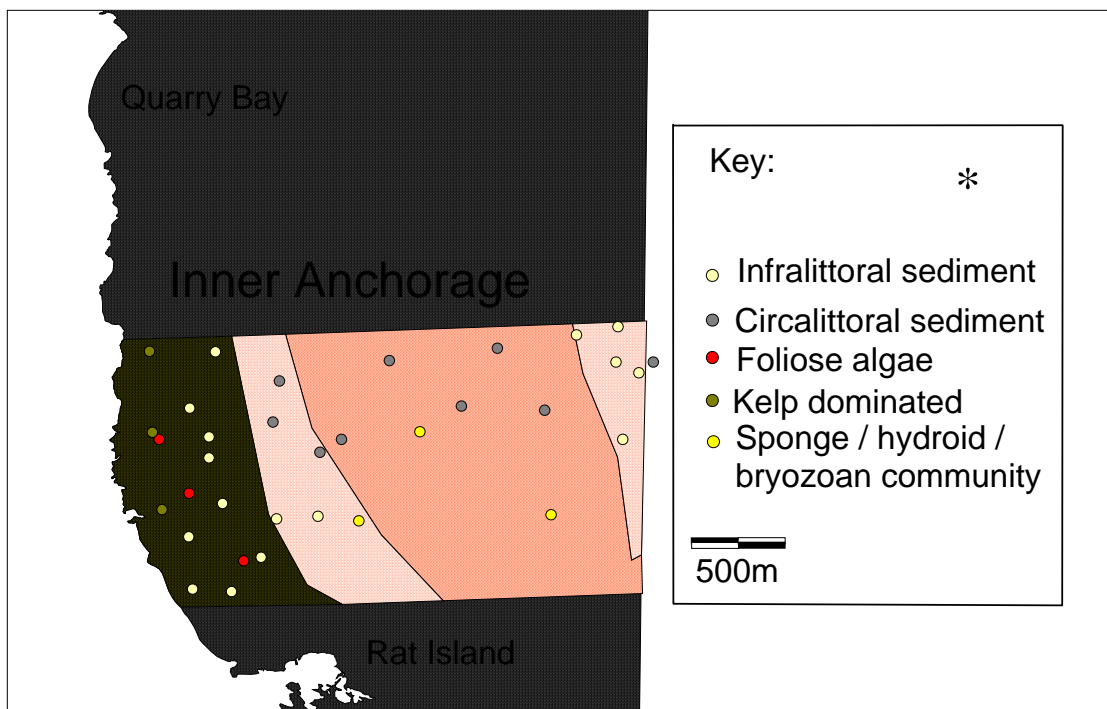 Quarry Bay
Inner Anchorage
Rat Island
Key:
*
Infralittoral sediment
Circalittoral sediment
Foliose algae
Kelp dominated
Sponge / hydroid /
bryozoan community
500m